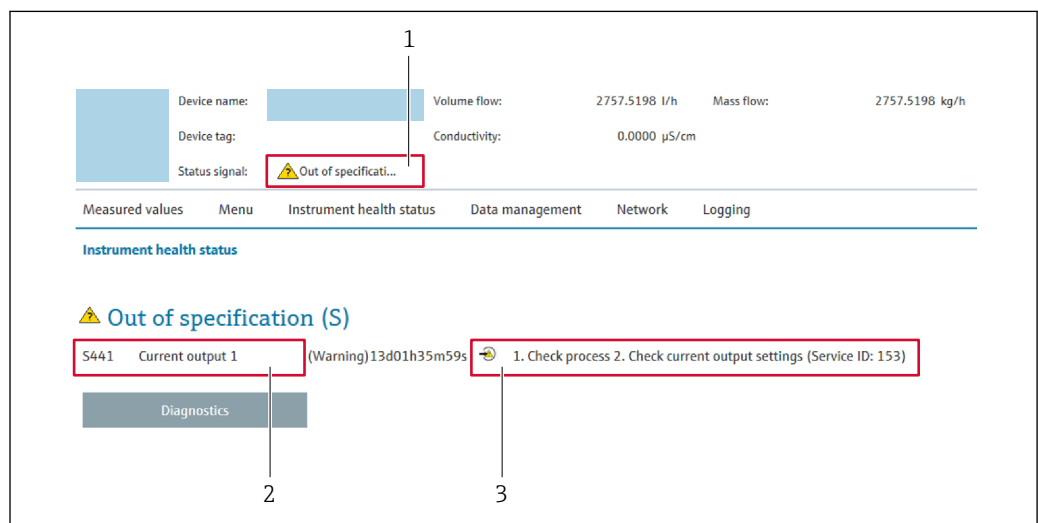 1
Device name: Volume flow: 2757.5198 l/h Mass flow: 2757.5198 kg/h
Device tag: Conductivity: 0.0000 µS/cm
Status signal: Out of specificati...
Measured values Menu Instrument health status Data management Network Logging
Instrument health status
Out of specification (S)
S441 Current output 1 (Warning)13d01h35m59s 1. Check process 2. Check current output settings (Service ID: 153)
Diagnostics
2 3